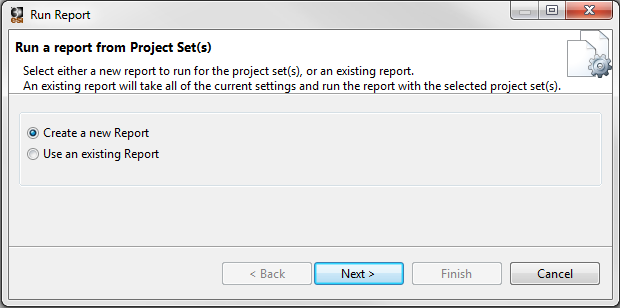 Run Report
Run a report from Project Set(s)
Select either a new report to run for the project set(s), or an existing report.
An existing report will take all of the current settings and run the report with the selected project set(s).
Create a new Report
Use an existing Report
< Back
Next >
Finish
Cancel